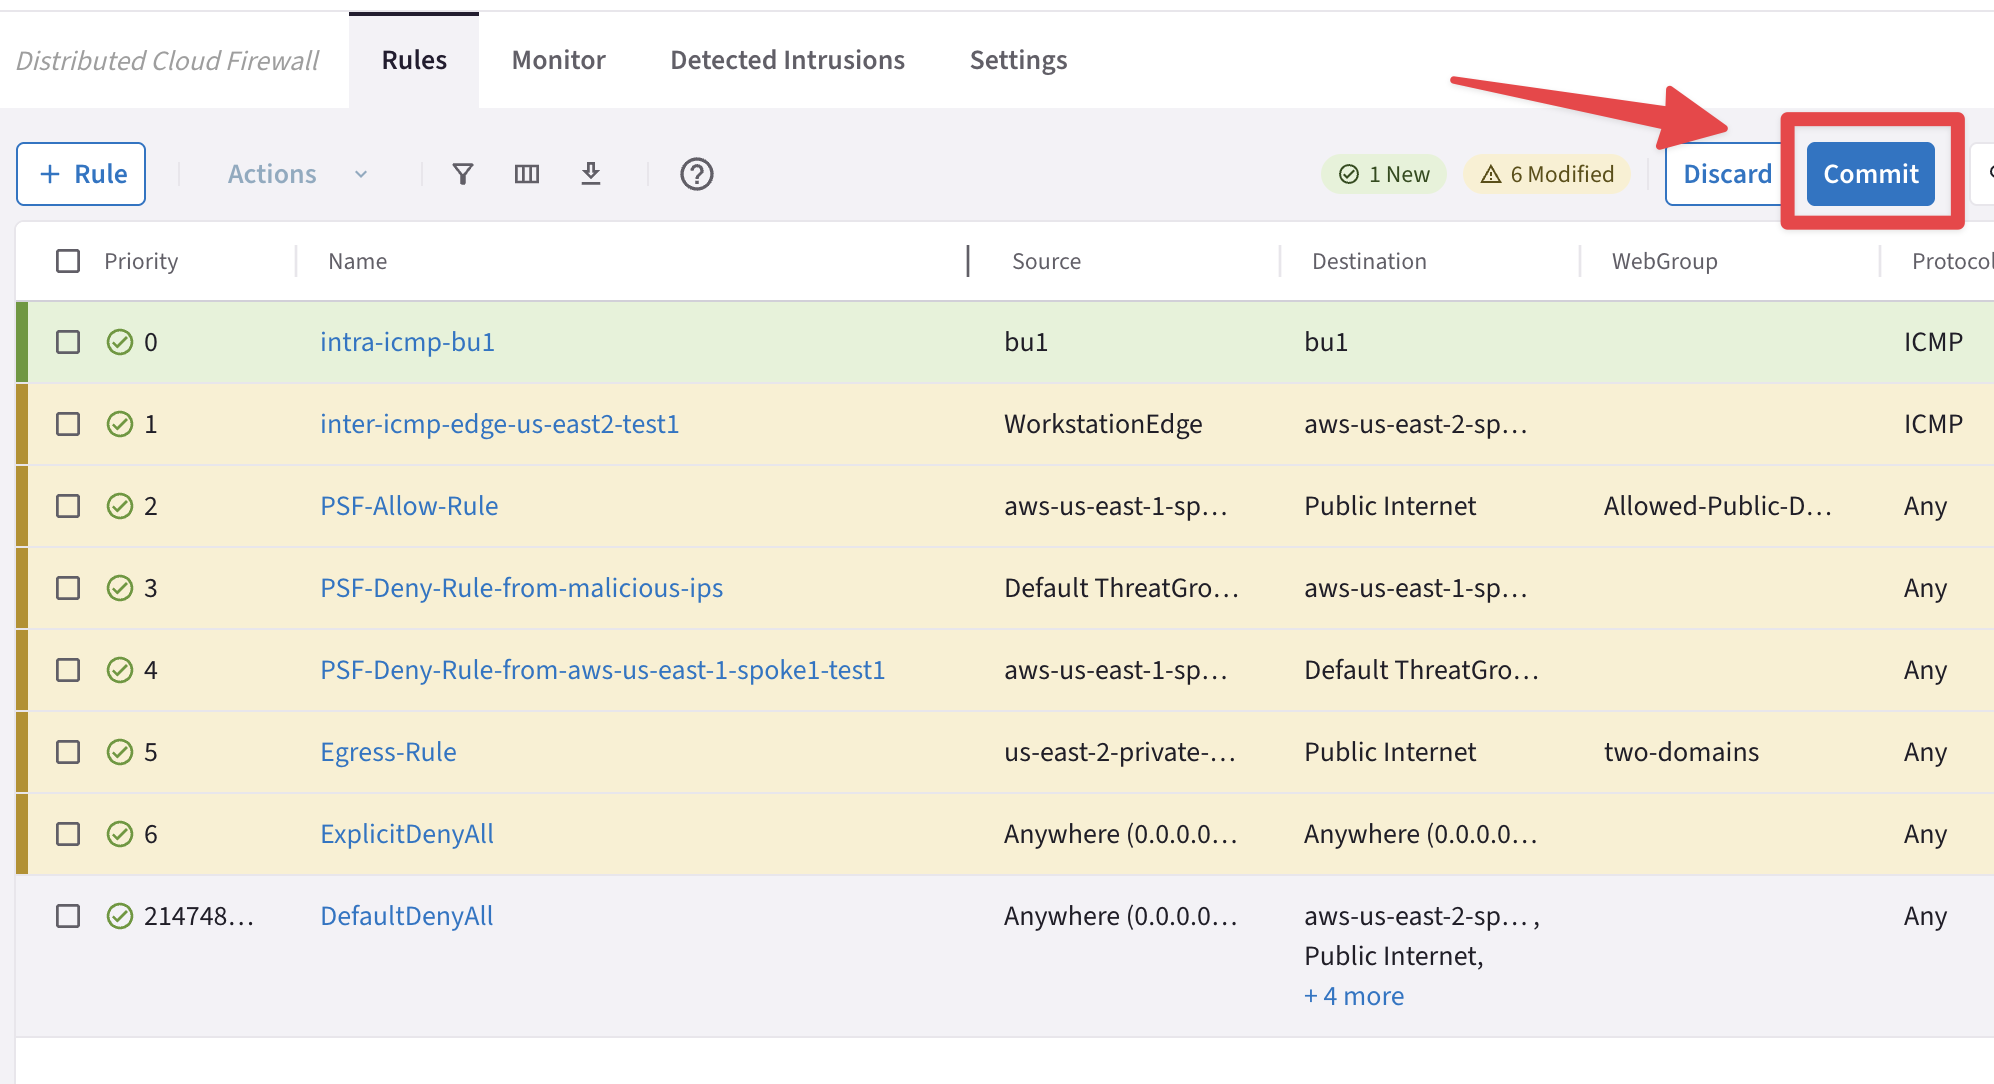 Distributed Cloud Firewall Rules Monitor Detected Intrusions Settings
+ Rule Actions 1 New 6 Modified Discard Commit
Priority Name Source Destination WebGroup Protocol
0 intra-icmp-bu1 bu1 bu1 ICMP
1 inter-icmp-edge-us-east2-test1 WorkstationEdge aws-us-east-2-sp... ICMP
2 PSF-Allow-Rule aws-us-east-1-sp... Public Internet Allowed-Public-D... Any
3 PSF-Deny-Rule-from-malicious-ips Default ThreatGro... aws-us-east-1-sp... Any
4 PSF-Deny-Rule-from-aws-us-east-1-spoke1-test1 aws-us-east-1-sp... Default ThreatGro... Any
5 Egress-Rule us-east-2-private-... Public Internet two-domains Any
6 ExplicitDenyAll Anywhere (0.0.0.0... Anywhere (0.0.0.0... Any
214748... DefaultDenyAll Anywhere (0.0.0.0... aws-us-east-2-sp... , Any
Public Internet,
+ 4 more